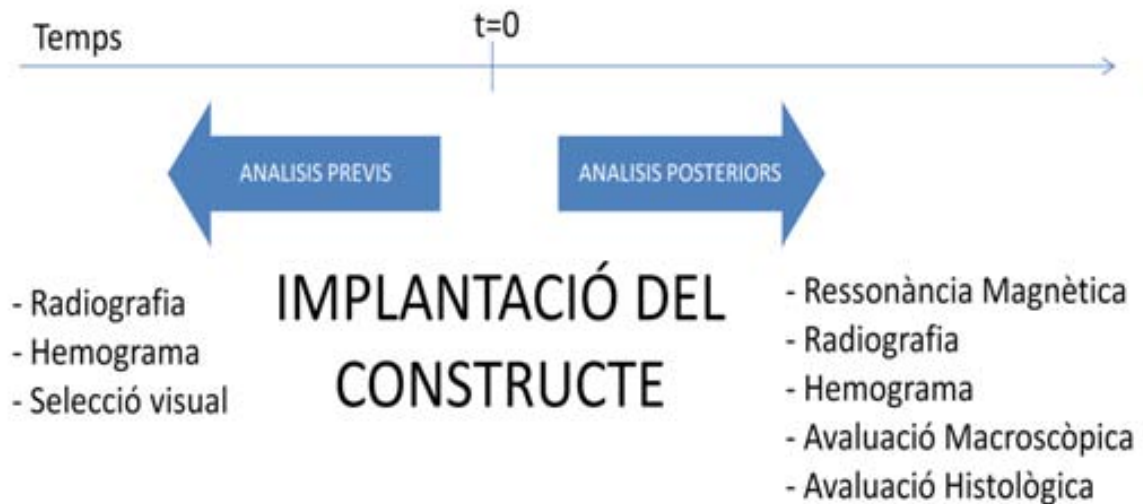 Temps
t=0
ANALISIS PREVIS
ANALISIS POSTERIORS
IMPLANTACIÓ DEL
CONSTRUCTE
- Radiografia
- Hemograma
- Selecció visual
- Ressonància Magnètica
- Radiografia
- Hemograma
- Avaluació Macroscòpica
- Avaluació Histològica